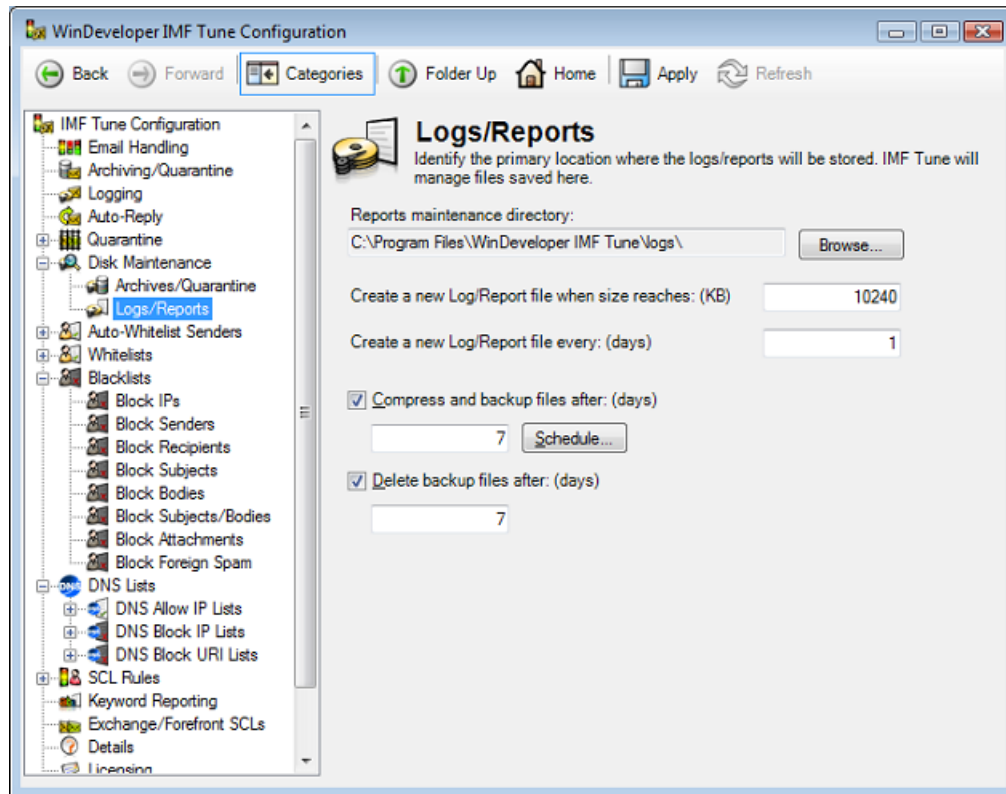 WinDeveloper IMF Tune Configuration
Back Forward Categories Folder Up Home Apply Refresh
IMF Tune Configuration
Email Handling
Archiving/Quarantine
Logging
Auto-Reply
Quarantine
Disk Maintenance
Archives/Quarantine
Logs/Reports
Auto-Whitelist Senders
Whitelists
Blacklists
Block IPs
Block Senders
Block Recipients
Block Subjects
Block Bodies
Block Subjects/Bodies
Block Attachments
Block Foreign Spam
DNS Lists
DNS
DNS Allow IP Lists
DNS Block IP Lists
DNS Block URI Lists
SCL Rules
Keyword Reporting
Exchange/Forefront SCLs
Details
Licensing
Logs/Reports
Identify the primary location where the logs/reports will be stored. IMF Tune will
manage files saved here.
Reports maintenance directory:
C:\Program Files\WinDeveloper IMF Tune\logs\ Browse...
Create a new Log/Report file when size reaches: (KB) 10240
Create a new Log/Report file every: (days) 1
Compress and backup files after: (days)
7 Schedule...
Delete backup files after: (days)
7